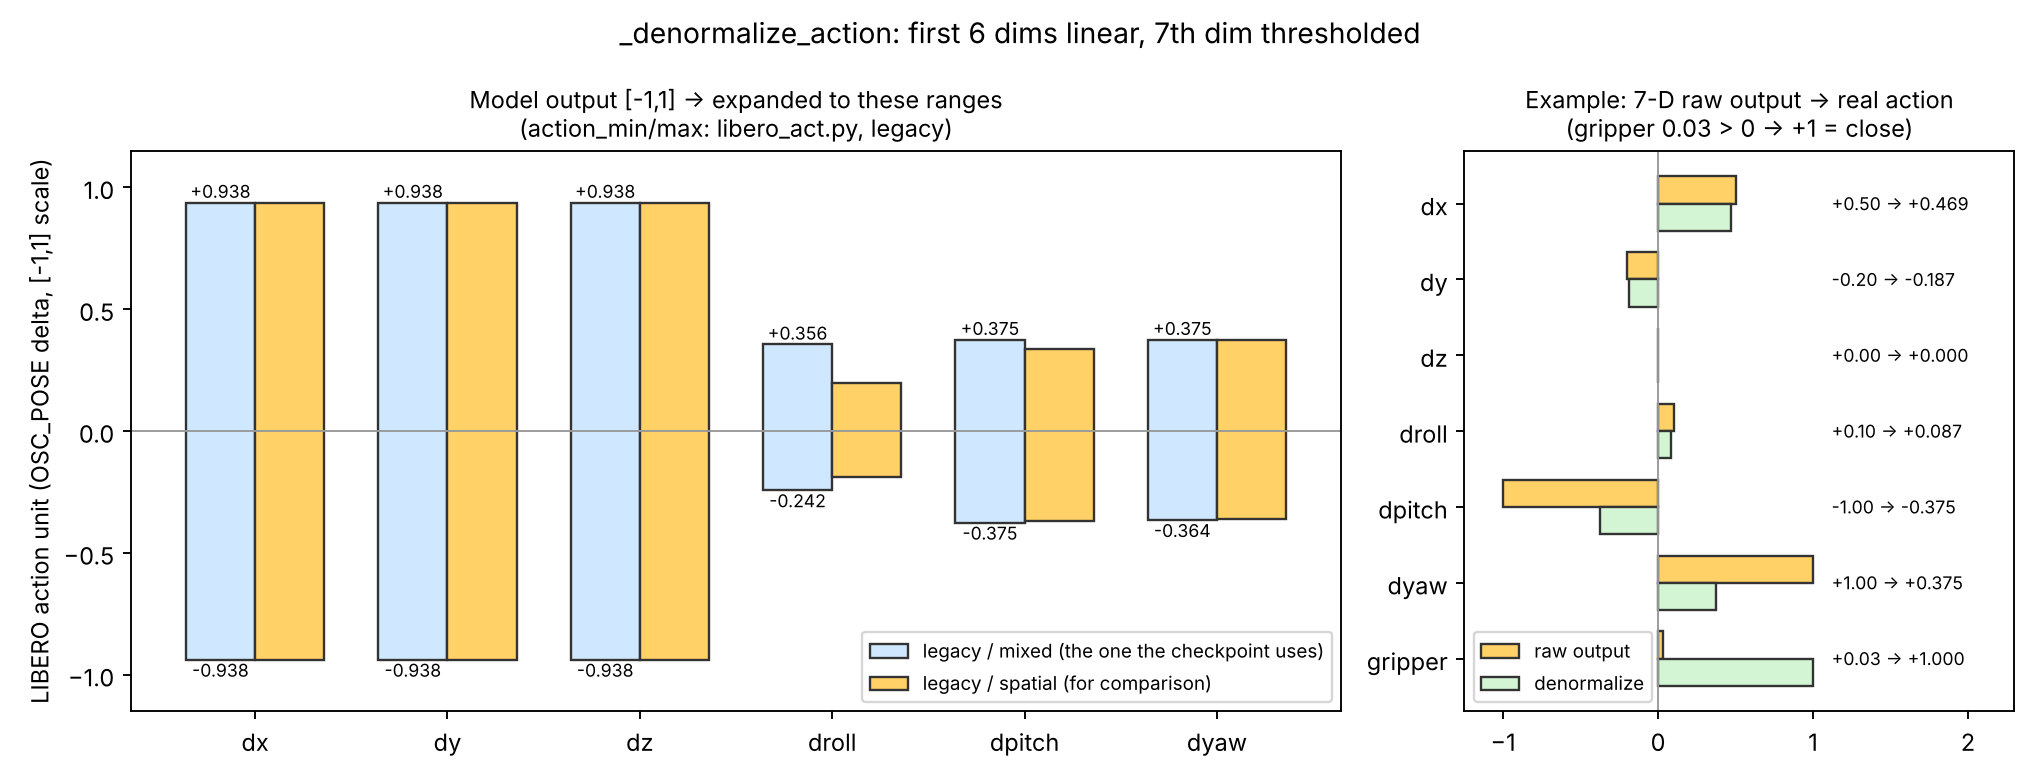 _denormalize_action: first 6 dims linear, 7th dim thresholded
Model output [-1,1] → expanded to these ranges
(action_min/max: libero_act.py, legacy)
LIBERO action unit (OSC_POSE delta, [-1,1] scale)
1.0
0.5
0.0
−0.5
−1.0
+0.938
+0.938
+0.938
+0.356
+0.375
+0.375
-0.938
-0.938
-0.938
-0.242
-0.375
-0.364
legacy / mixed (the one the checkpoint uses)
legacy / spatial (for comparison)
dx
dy
dz
droll
dpitch
dyaw
Example: 7-D raw output → real action
(gripper 0.03 > 0 → +1 = close)
dx
+0.50 → +0.469
dy
-0.20 → -0.187
dz
+0.00 → +0.000
droll
+0.10 → +0.087
dpitch
-1.00 → -0.375
dyaw
+1.00 → +0.375
gripper
+0.03 → +1.000
raw output
denormalize
−1
0
1
2